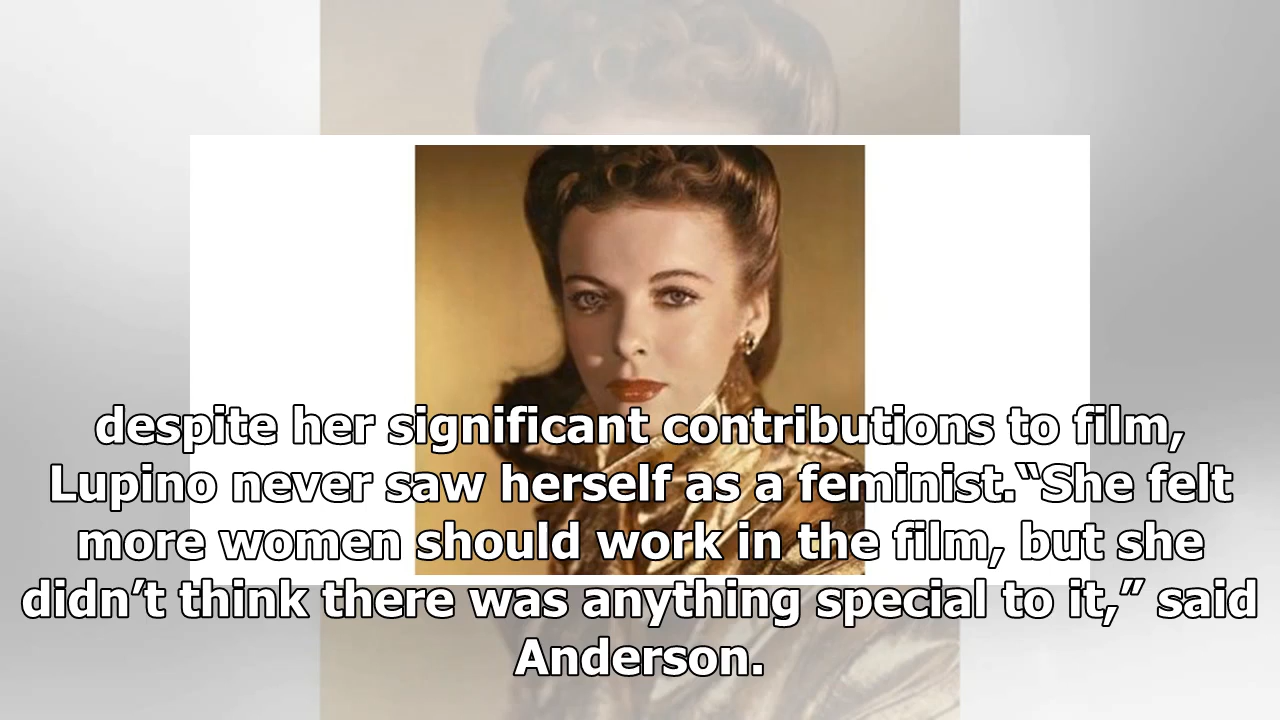 despite her significant contributions to film,
Lupino never saw herself as a feminist.“She felt
more women should work in the film, but she
didn’t think there was anything special to it,” said
Anderson.